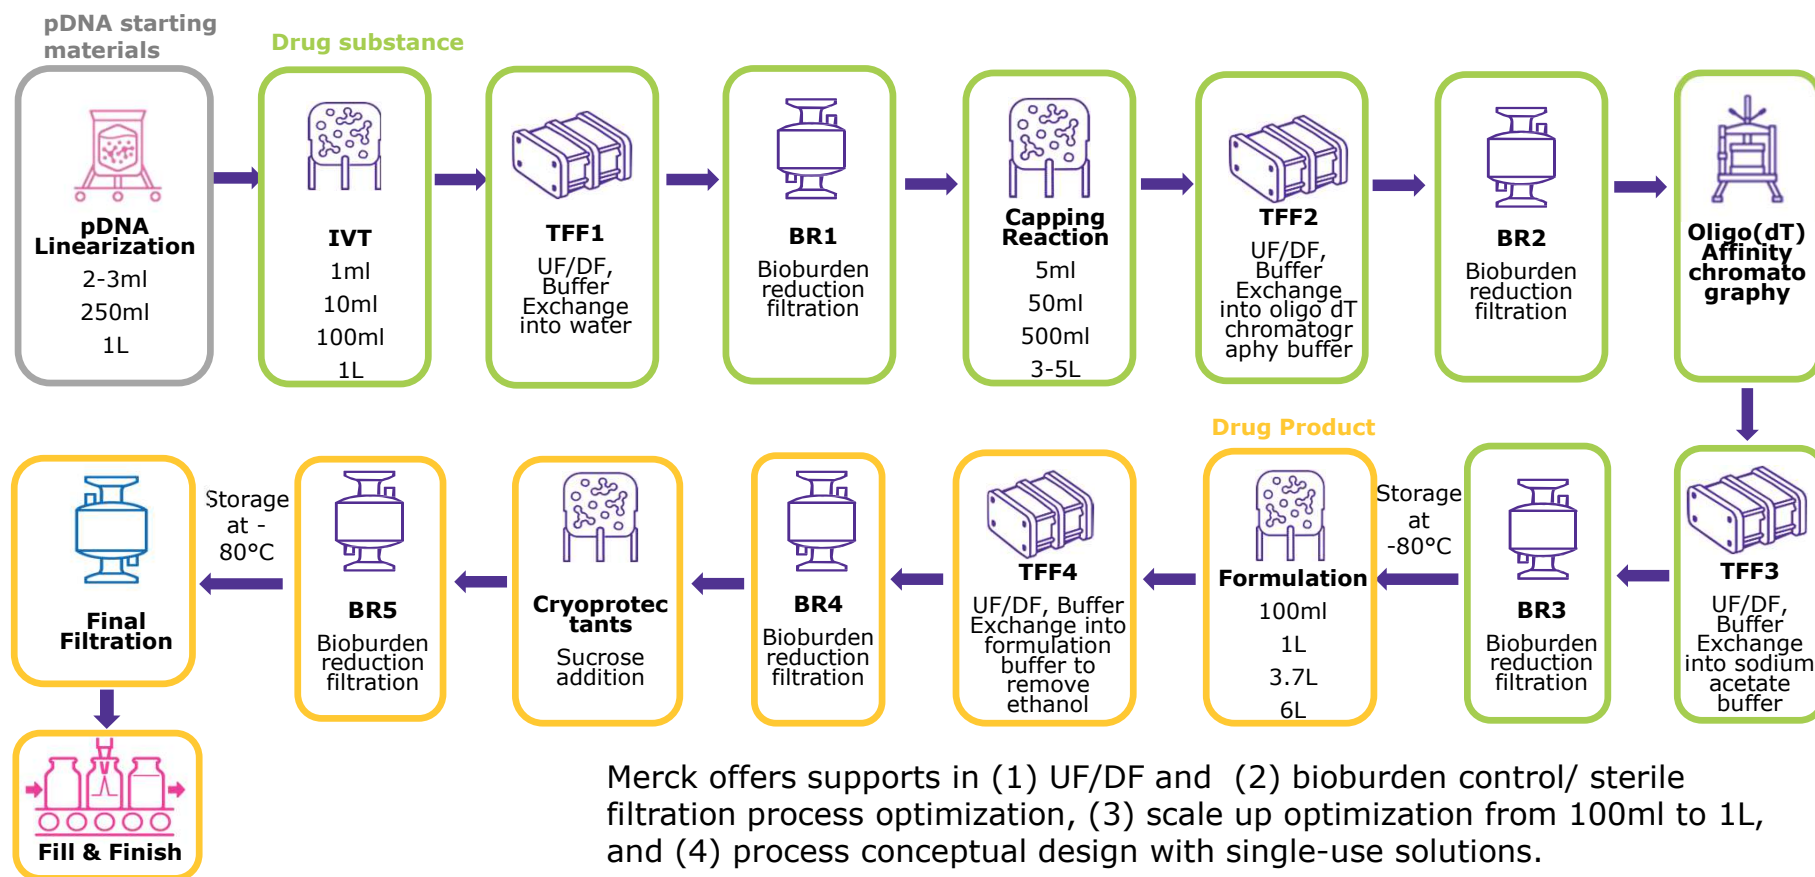 pDNA starting
materials
Drug substance
pDNA
Linearization
2-3ml
250ml
1L
IVT
1ml
10ml
100ml
1L
TFF1
UF/DF,
Buffer
Exchange
into water
BR1
Bioburden
reduction
filtration
Capping
Reaction
5ml
50ml
500ml
3-5L
TFF2
UF/DF,
Buffer
Exchange
into oligo dT
chromatogr
aphy buffer
BR2
Bioburden
reduction
filtration
Oligo(dT)
Affinity
chromato
graphy
TFF3
UF/DF,
Buffer
Exchange
into sodium
acetate
buffer
BR3
Bioburden
reduction
filtration
Storage
at
-80°C
Drug Product
Formulation
100ml
1L
3.7L
6L
TFF4
UF/DF, Buffer
Exchange into
formulation
buffer to
remove
ethanol
BR4
Bioburden
reduction
filtration
Cryoprotec
tants
Sucrose
addition
BR5
Bioburden
reduction
filtration
Storage
at -
80°C
Final
Filtration
Fill & Finish
Merck offers supports in (1) UF/DF and (2) bioburden control/ sterile
filtration process optimization, (3) scale up optimization from 100ml to 1L,
and (4) process conceptual design with single-use solutions.